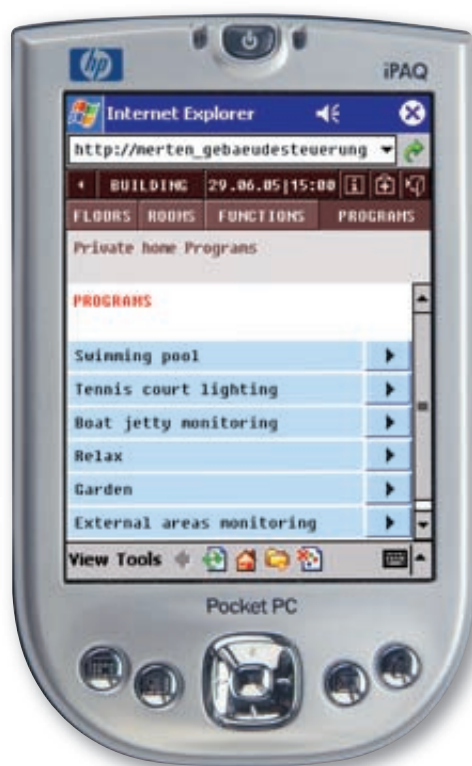 hp
iPAQ
Internet Explorer
http://merten_gebaeudesteuerung
BUILDING 29.06.05|15:00 i
FLOORS ROOMS FUNCTIONS PROGRAMS
Private home Programs
PROGRAMS
Swimming pool
Tennis court lighting
Boat jetty monitoring
Relax
Garden
External areas monitoring
View Tools
Pocket PC